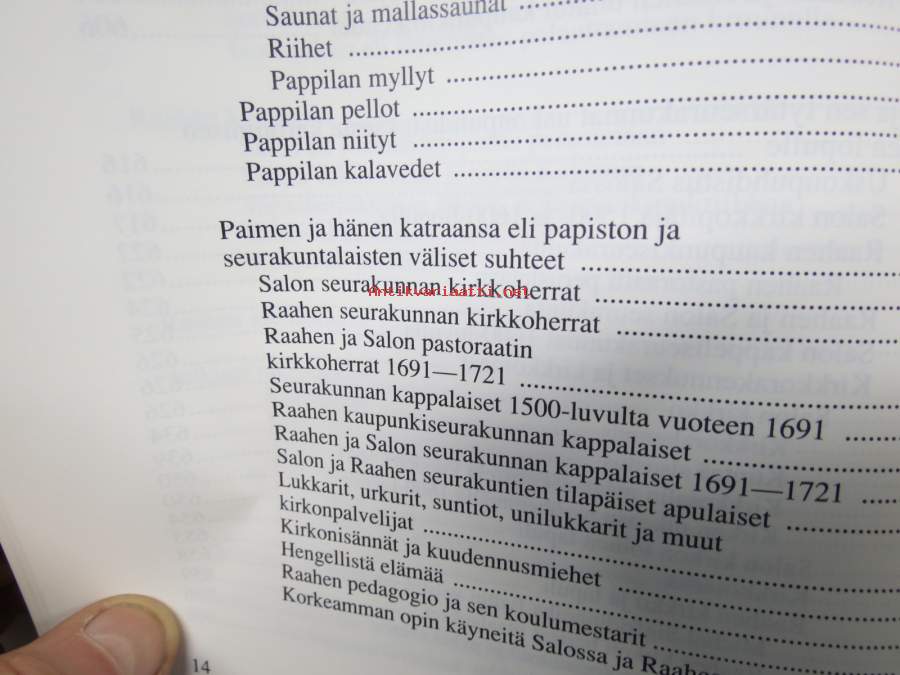 Saunat ja mallassaunat ..........
Riihet ..........
Pappilan myllyt ..........
Pappilan pellot ..........
Pappilan niityt ..........
Pappilan kalavedet ..........
Paimen ja hänen katraansa eli papiston ja
seurakuntalaisten väliset suhteet ..........
Salon seurakunnan kirkkoherrat ..........
Antikvariaatti.net
Raahen seurakunnan kirkkoherrat ..........
Raahen ja Salon pastoraatin
kirkkoherrat 1691—1721 ..........
Seurakunnan kappalaiset 1500-luvulta vuoteen 1691 ......
Raahen kaupunkiseurakunnan kappalaiset ..........
Raahen ja Salon seurakunnan kappalaiset 1691—1721 .....
Salon ja Raahen seurakuntien tilapäiset apulaiset ..........
Lukkarit, urkurit, suntiot, unilukkarit ja muut
kirkonpalvelijat ..........
Kirkonisännät ja kuudennusmiehet ..........
Hengellistä elämää ..........
Raahen pedagogio ja sen koulumestarit ..........
Korkeamman opin käyneitä Salossa ja
14